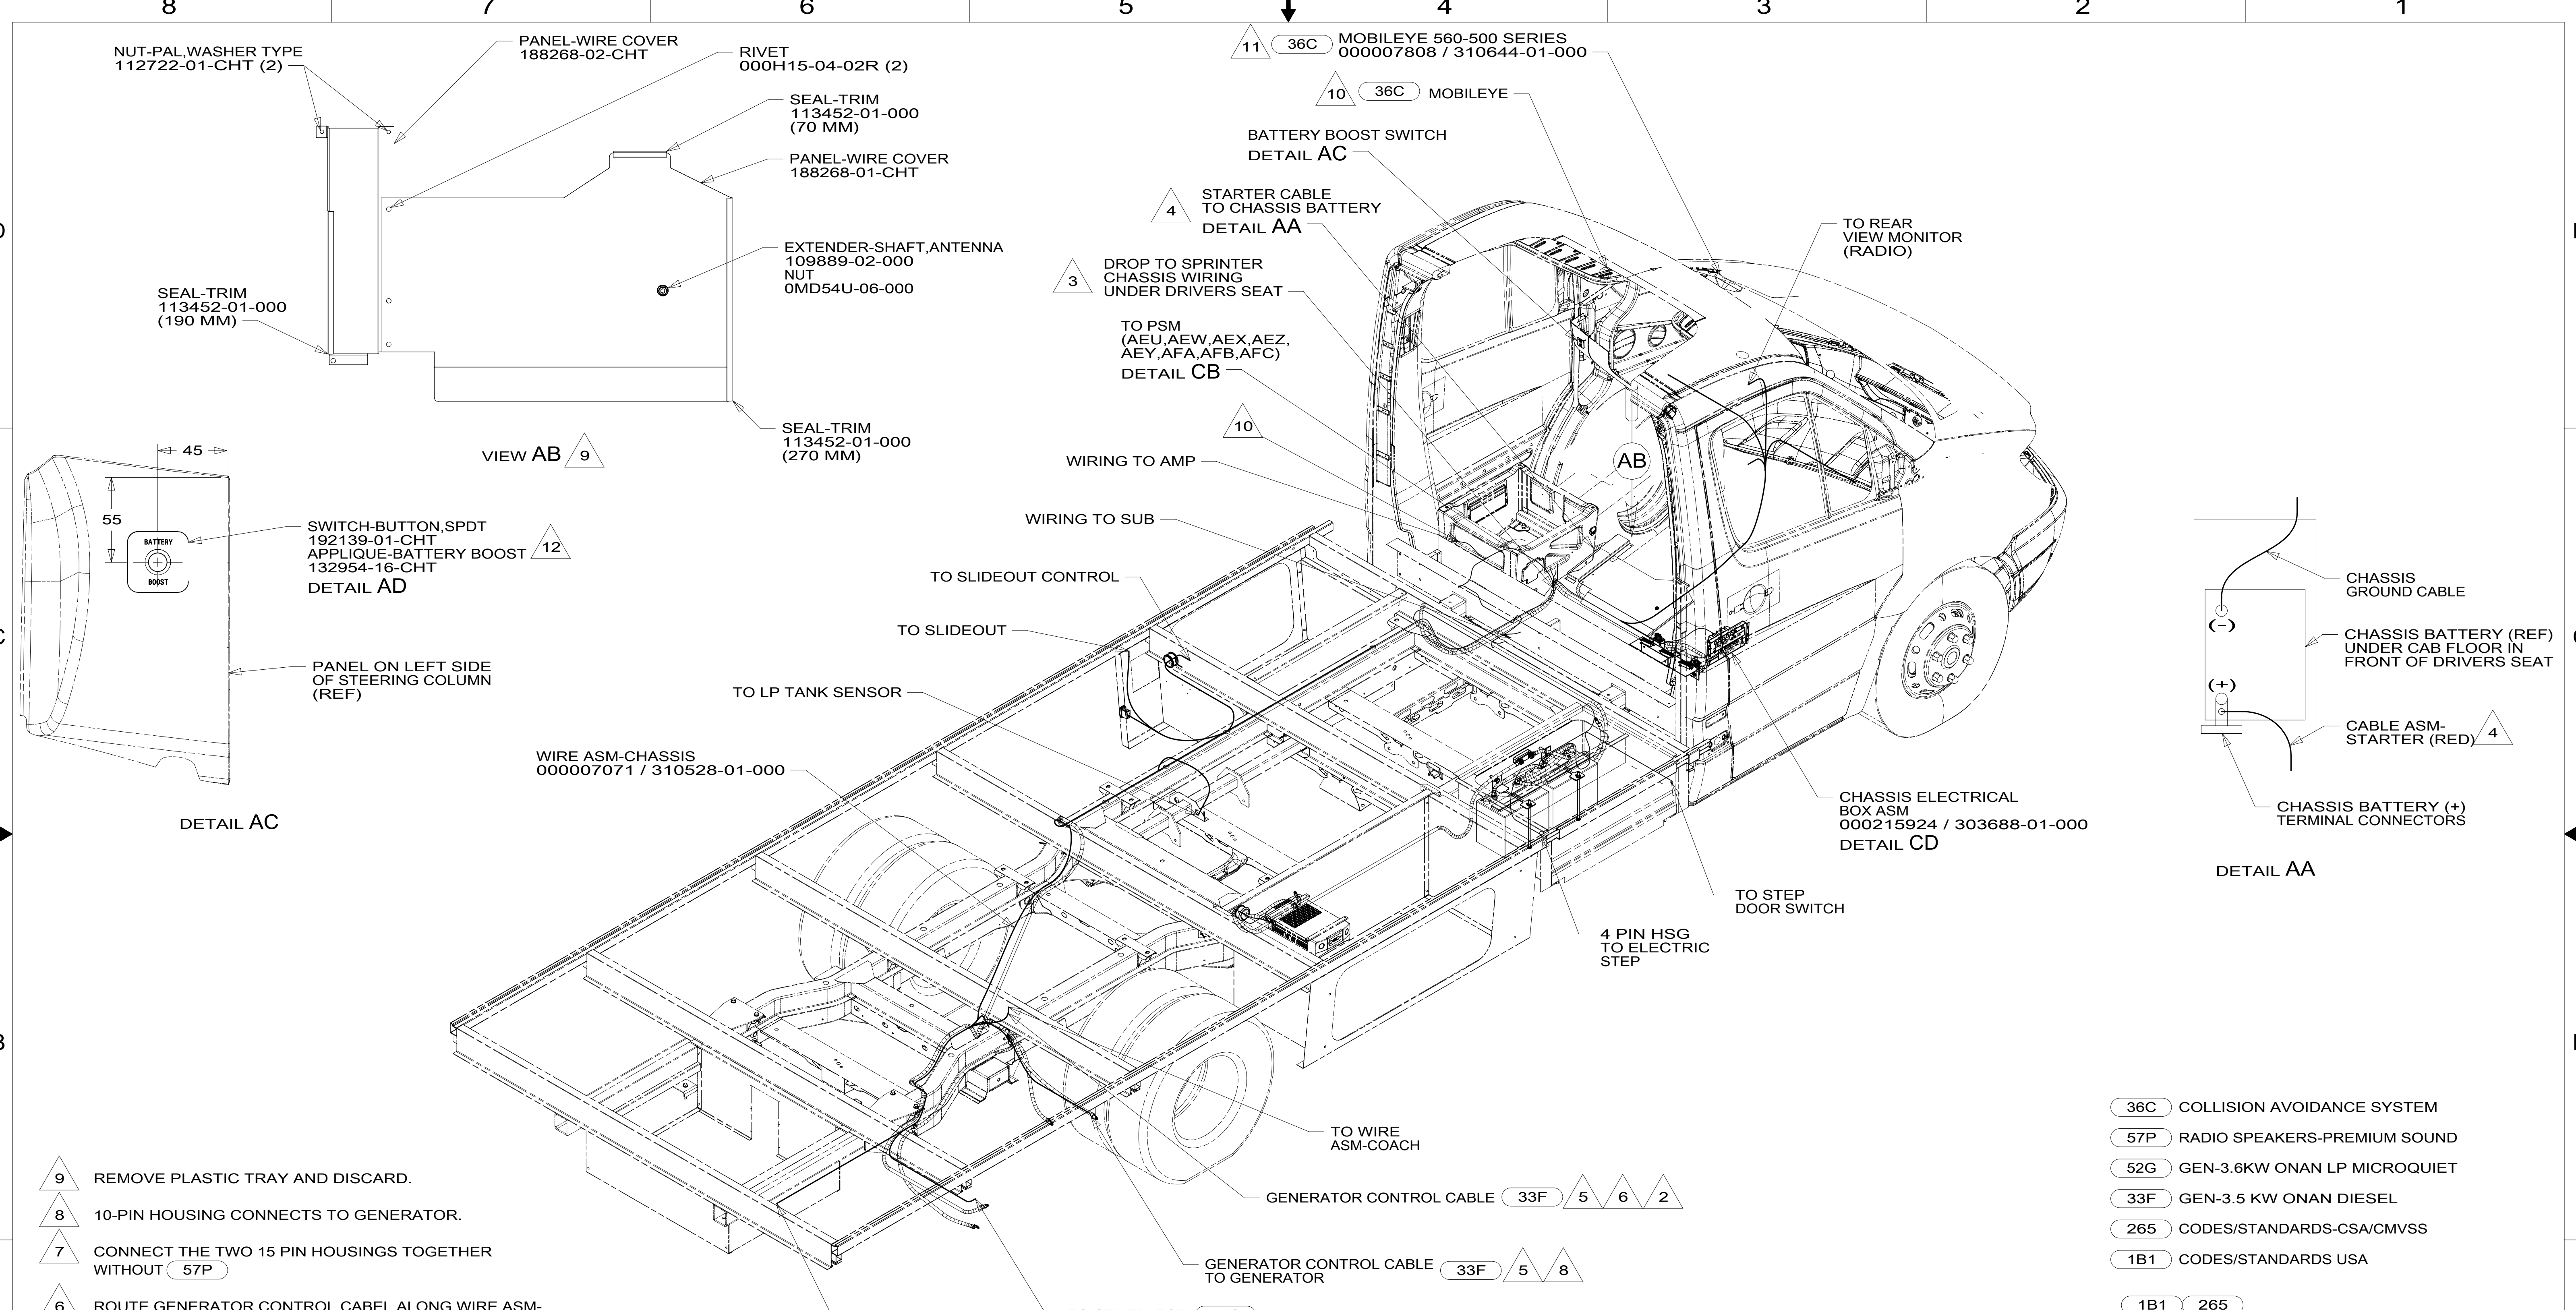 8 7 6 5 4 3 2 1
NUT-PAL,WASHER TYPE
112722-01-CHT (2)
PANEL-WIRE COVER
188268-02-CHT
RIVET
000H15-04-02R (2)
SEAL-TRIM
113452-01-000
(70 MM)
PANEL-WIRE COVER
188268-01-CHT
EXTENDER-SHAFT,ANTENNA
109889-02-000
NUT
0MD54U-06-000
SEAL-TRIM
113452-01-000
(190 MM)
SEAL-TRIM
113452-01-000
(270 MM)
VIEW AB 9
45
55
BATTERY
BOOST
SWITCH-BUTTON,SPDT
192139-01-CHT
APPLIQUE-BATTERY BOOST 12
132954-16-CHT
DETAIL AD
PANEL ON LEFT SIDE
OF STEERING COLUMN
(REF)
DETAIL AC
11 36C MOBILEYE 560-500 SERIES
000007808 / 310644-01-000
10 36C MOBILEYE
BATTERY BOOST SWITCH
DETAIL AC
4 STARTER CABLE
TO CHASSIS BATTERY
DETAIL AA
3 DROP TO SPRINTER
CHASSIS WIRING
UNDER DRIVERS SEAT
TO PSM
(AEU,AEW,AEX,AEZ,
AEY,AFA,AFB,AFC)
DETAIL CB
10
WIRING TO AMP
WIRING TO SUB
TO SLIDEOUT CONTROL
TO SLIDEOUT
TO LP TANK SENSOR
WIRE ASM-CHASSIS
000007071 / 310528-01-000
TO REAR
VIEW MONITOR
(RADIO)
AB
CHASSIS
GROUND CABLE
(-)
CHASSIS BATTERY (REF)
UNDER CAB FLOOR IN
FRONT OF DRIVERS SEAT
(+)
CABLE ASM-
STARTER (RED) 4
CHASSIS BATTERY (+)
TERMINAL CONNECTORS
DETAIL AA
CHASSIS ELECTRICAL
BOX ASM
000215924 / 303688-01-000
DETAIL CD
TO STEP
DOOR SWITCH
4 PIN HSG
TO ELECTRIC
STEP
TO WIRE
ASM-COACH
GENERATOR CONTROL CABLE 33F 5 6 2
GENERATOR CONTROL CABLE 33F 5 8
TO GENERATOR
9 REMOVE PLASTIC TRAY AND DISCARD.
8 10-PIN HOUSING CONNECTS TO GENERATOR.
7 CONNECT THE TWO 15 PIN HOUSINGS TOGETHER
WITHOUT 57P
6 ROUTE GENERATOR CONTROL CABEL ALONG WIRE ASM-
36C COLLISION AVOIDANCE SYSTEM
57P RADIO SPEAKERS-PREMIUM SOUND
52G GEN-3.6KW ONAN LP MICROQUIET
33F GEN-3.5 KW ONAN DIESEL
265 CODES/STANDARDS-CSA/CMVSS
1B1 CODES/STANDARDS USA
1B1 265